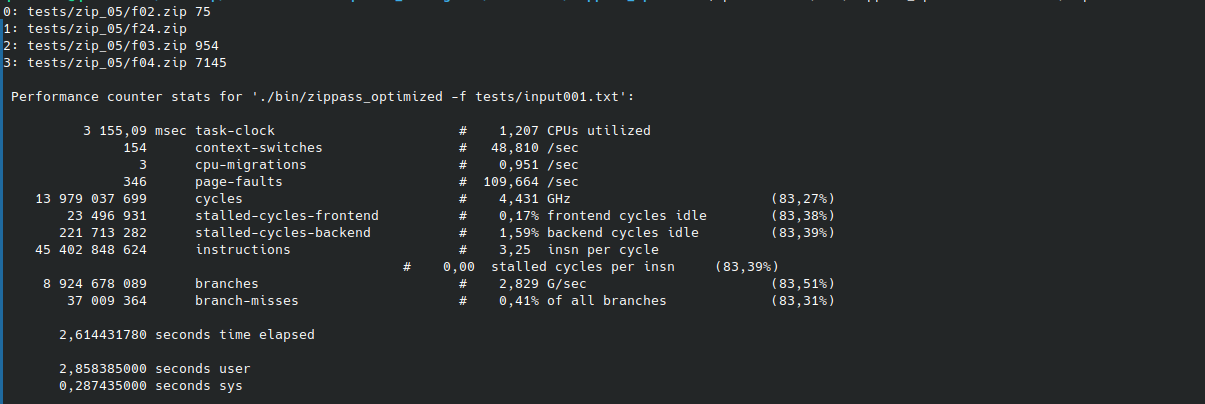 0: tests/zip_05/f02.zip 75
1: tests/zip_05/f24.zip
2: tests/zip_05/f03.zip 954
3: tests/zip_05/f04.zip 7145
Performance counter stats for './bin/zippass_optimized -f tests/input001.txt':
3 155,09 msec task-clock # 1,207 CPUs utilized
154 context-switches # 48,810 /sec
3 cpu-migrations # 0,951 /sec
346 page-faults # 109,664 /sec
13 979 037 699 cycles # 4,431 GHz (83,27%)
23 496 931 stalled-cycles-frontend # 0,17% frontend cycles idle (83,38%)
221 713 282 stalled-cycles-backend # 1,59% backend cycles idle (83,39%)
45 402 848 624 instructions # 3,25 insn per cycle
# 0,00 stalled cycles per insn (83,39%)
8 924 678 089 branches # 2,829 G/sec (83,51%)
37 009 364 branch-misses # 0,41% of all branches (83,31%)
2,614431780 seconds time elapsed
2,858385000 seconds user
0,287435000 seconds sys